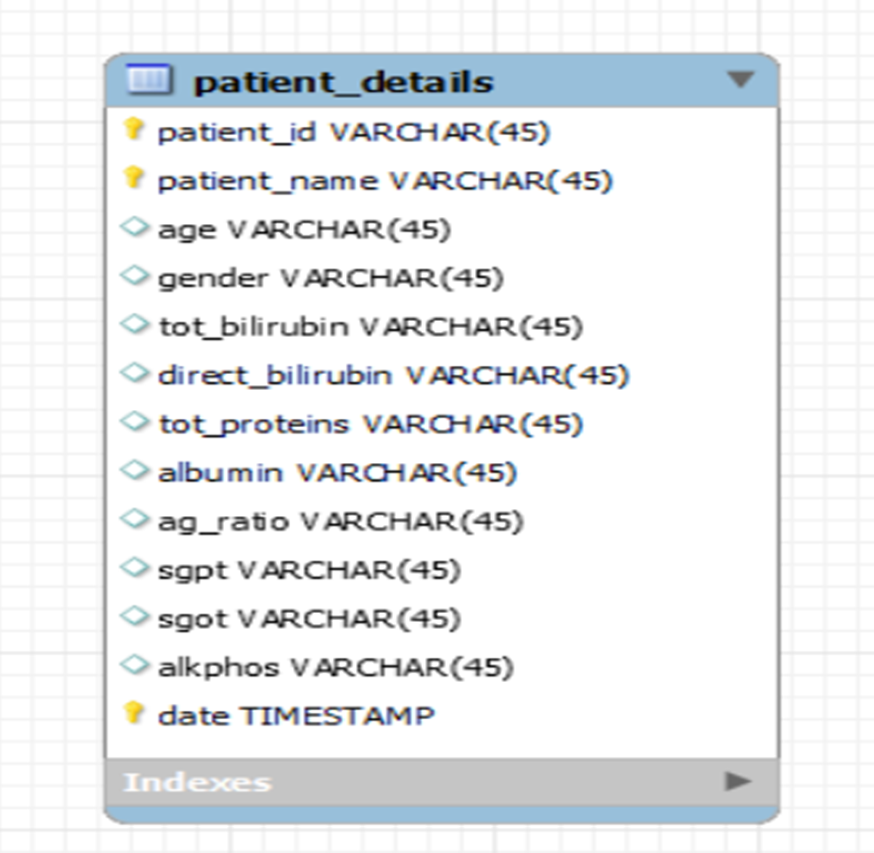 patient_details
patient_id VARCHAR(45)
patient_name VARCHAR(45)
age VARCHAR(45)
gender VARCHAR(45)
tot_bilirubin VARCHAR(45)
direct_bilirubin VARCHAR(45)
tot_proteins VARCHAR(45)
albumin VARCHAR(45)
ag_ratio VARCHAR(45)
sgpt VARCHAR(45)
sgot VARCHAR(45)
alkphos VARCHAR(45)
date TIMESTAMP
Indexes